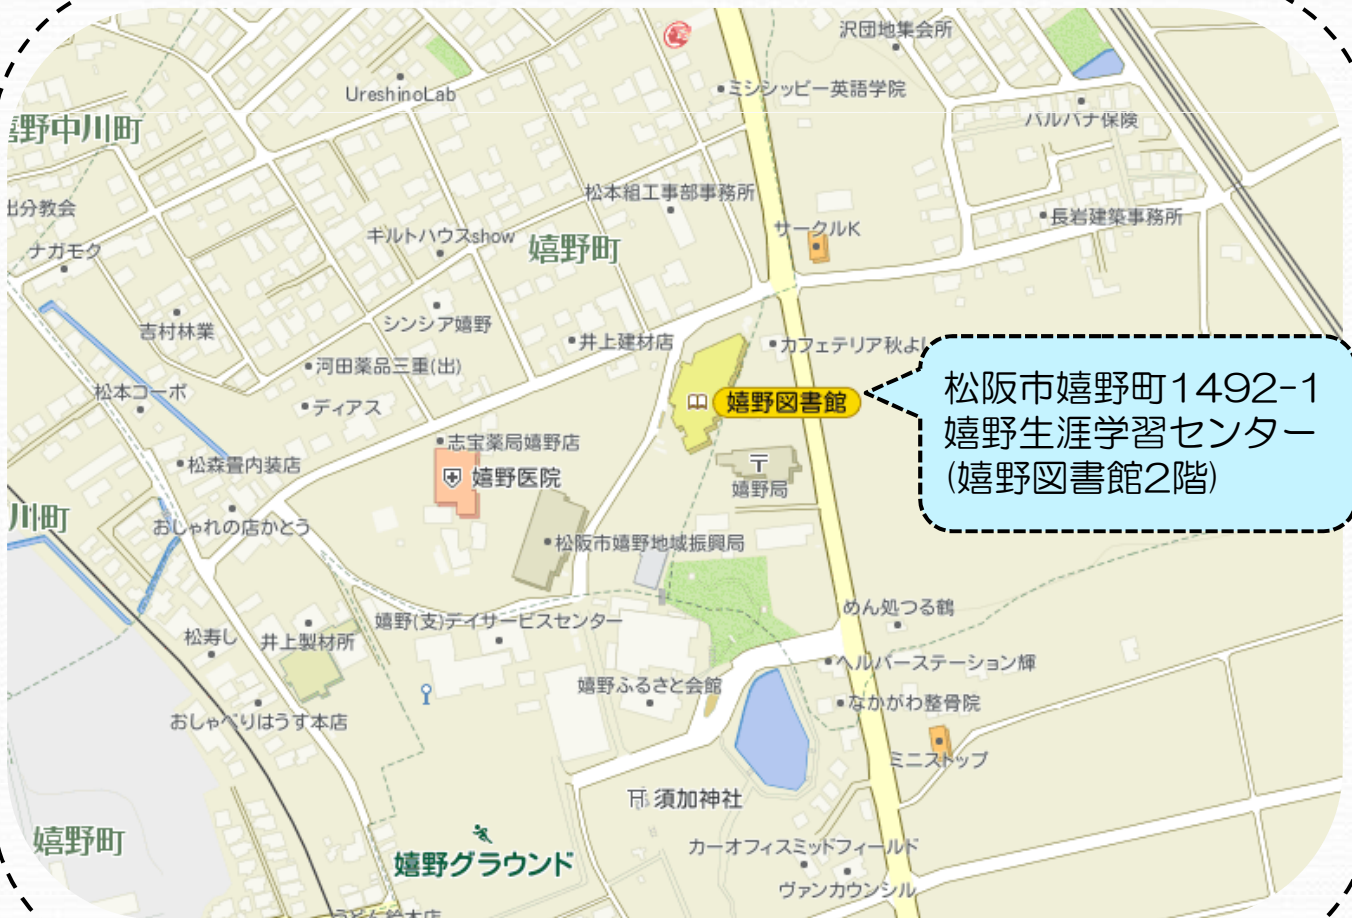 沢団地集会所
ミシシッピー英語学院
UreshinoLab
バルバナ保険
嬉野中川町
松本組工事部事務所
出分教会
長岩建築事務所
サークルK
キルトハウスshow
嬉野町
ナガモク
シンシア嬉野
吉村林業
井上建材店
カフェテリア秋よし
河田薬品三重(出)
松阪市嬉野町1492-1
嬉野生涯学習センター
(嬉野図書館2階)
松本コーポ
嬉野図書館
ディアス
志宝薬局嬉野店
松森畳内装店
嬉野医院
嬉野局
川町
おしゃれの店かとう
松阪市嬉野地域振興局
めん処つる鶴
嬉野(支)デイサービスセンター
松寿し
井上製材所
ヘルパーステーション輝
嬉野ふるさと会館
なかがわ整骨院
おしゃべりはうす本店
ミニストップ
須加神社
嬉野町
カーオフィスミッドフィールド
嬉野グラウンド
ヴァンカウンシル